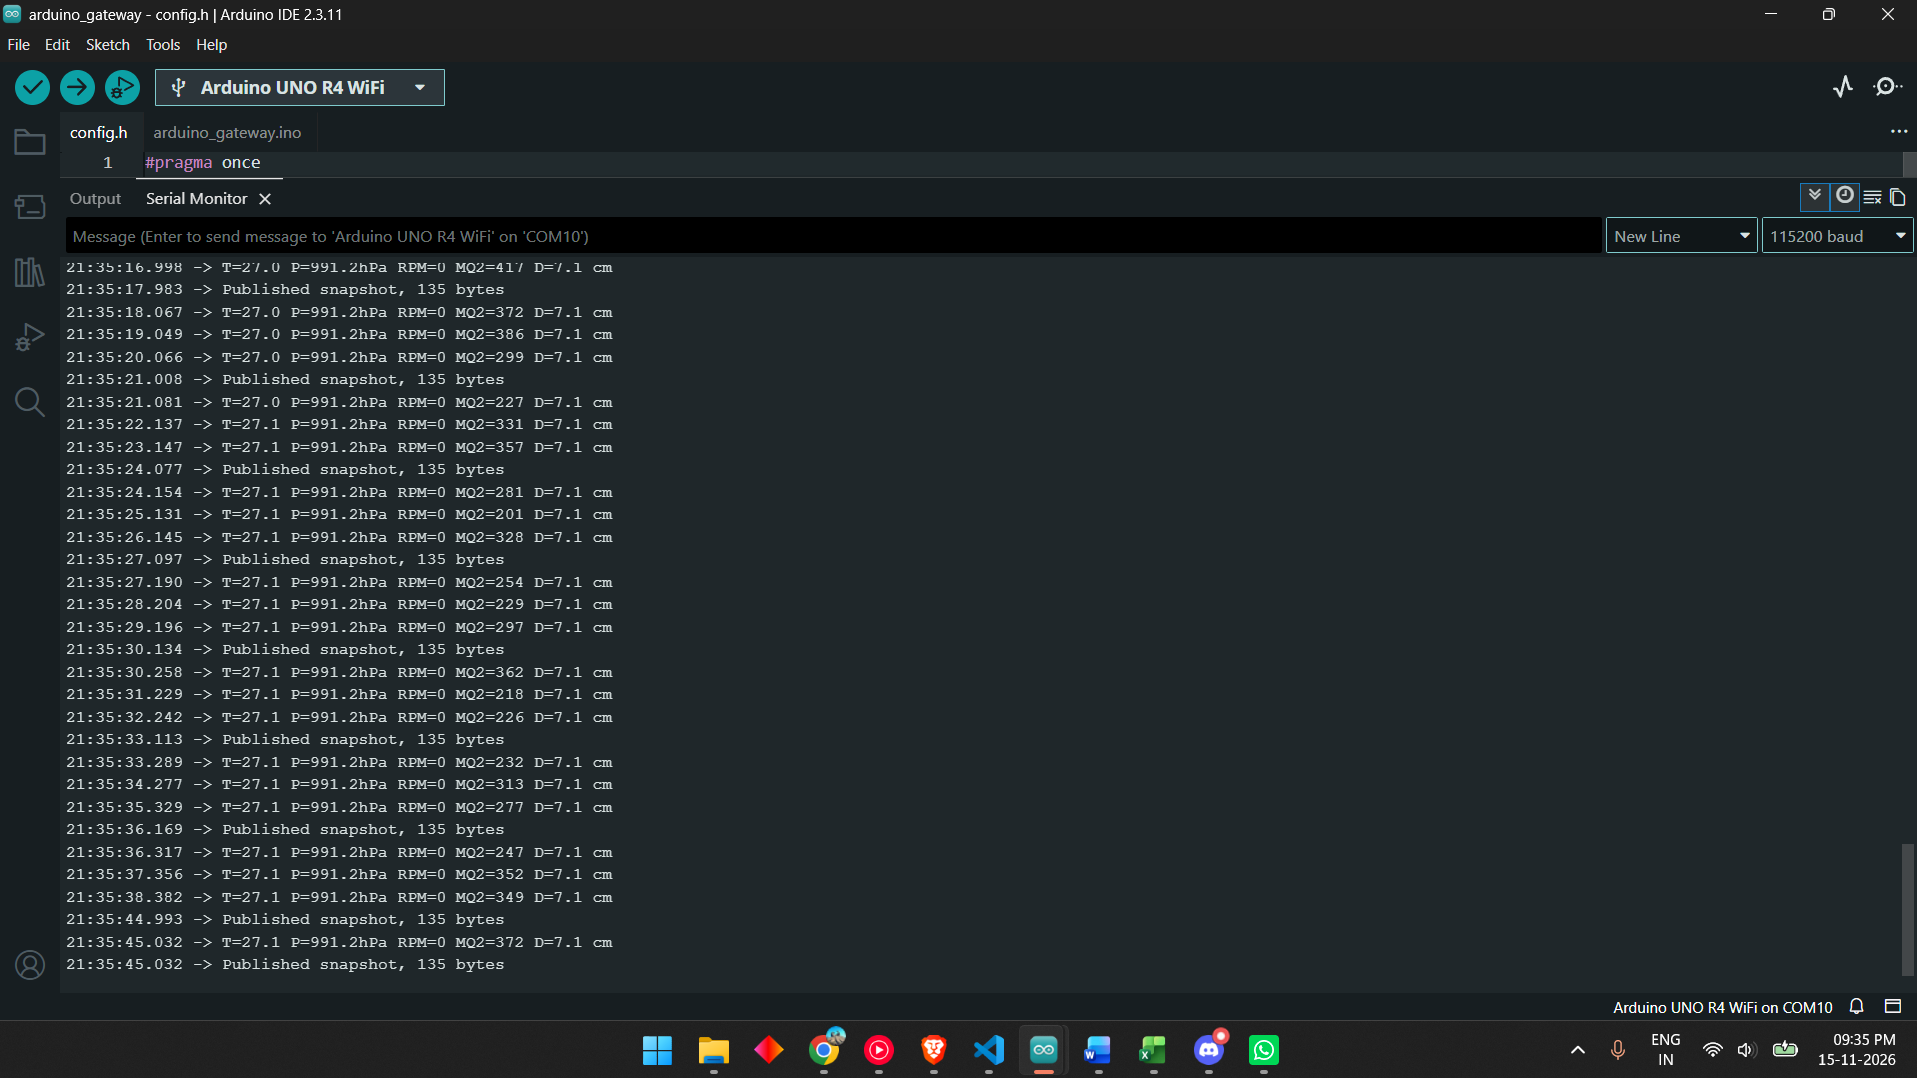 arduino_gateway - config.h | Arduino IDE 2.3.11
File Edit Sketch Tools Help
Arduino UNO R4 WiFi
config.h arduino_gateway.ino
1 #pragma once
Output Serial Monitor
Message (Enter to send message to 'Arduino UNO R4 WiFi' on 'COM10') New Line 115200 baud
21:35:16.998 -> T=27.0 P=991.2hPa RPM=0 MQ2=417 D=7.1 cm
21:35:17.983 -> Published snapshot, 135 bytes
21:35:18.067 -> T=27.0 P=991.2hPa RPM=0 MQ2=372 D=7.1 cm
21:35:19.049 -> T=27.0 P=991.2hPa RPM=0 MQ2=386 D=7.1 cm
21:35:20.066 -> T=27.0 P=991.2hPa RPM=0 MQ2=299 D=7.1 cm
21:35:21.008 -> Published snapshot, 135 bytes
21:35:21.081 -> T=27.0 P=991.2hPa RPM=0 MQ2=227 D=7.1 cm
21:35:22.137 -> T=27.1 P=991.2hPa RPM=0 MQ2=331 D=7.1 cm
21:35:23.147 -> T=27.1 P=991.2hPa RPM=0 MQ2=357 D=7.1 cm
21:35:24.077 -> Published snapshot, 135 bytes
21:35:24.154 -> T=27.1 P=991.2hPa RPM=0 MQ2=281 D=7.1 cm
21:35:25.131 -> T=27.1 P=991.2hPa RPM=0 MQ2=201 D=7.1 cm
21:35:26.145 -> T=27.1 P=991.2hPa RPM=0 MQ2=328 D=7.1 cm
21:35:27.097 -> Published snapshot, 135 bytes
21:35:27.190 -> T=27.1 P=991.2hPa RPM=0 MQ2=254 D=7.1 cm
21:35:28.204 -> T=27.1 P=991.2hPa RPM=0 MQ2=229 D=7.1 cm
21:35:29.196 -> T=27.1 P=991.2hPa RPM=0 MQ2=297 D=7.1 cm
21:35:30.134 -> Published snapshot, 135 bytes
21:35:30.258 -> T=27.1 P=991.2hPa RPM=0 MQ2=362 D=7.1 cm
21:35:31.229 -> T=27.1 P=991.2hPa RPM=0 MQ2=218 D=7.1 cm
21:35:32.242 -> T=27.1 P=991.2hPa RPM=0 MQ2=226 D=7.1 cm
21:35:33.113 -> Published snapshot, 135 bytes
21:35:33.289 -> T=27.1 P=991.2hPa RPM=0 MQ2=232 D=7.1 cm
21:35:34.277 -> T=27.1 P=991.2hPa RPM=0 MQ2=313 D=7.1 cm
21:35:35.329 -> T=27.1 P=991.2hPa RPM=0 MQ2=277 D=7.1 cm
21:35:36.169 -> Published snapshot, 135 bytes
21:35:36.317 -> T=27.1 P=991.2hPa RPM=0 MQ2=247 D=7.1 cm
21:35:37.356 -> T=27.1 P=991.2hPa RPM=0 MQ2=352 D=7.1 cm
21:35:38.382 -> T=27.1 P=991.2hPa RPM=0 MQ2=349 D=7.1 cm
21:35:44.993 -> Published snapshot, 135 bytes
21:35:45.032 -> T=27.1 P=991.2hPa RPM=0 MQ2=372 D=7.1 cm
21:35:45.032 -> Published snapshot, 135 bytes
Arduino UNO R4 WiFi on COM10
ENG 09:35 PM
IN 15-11-2026